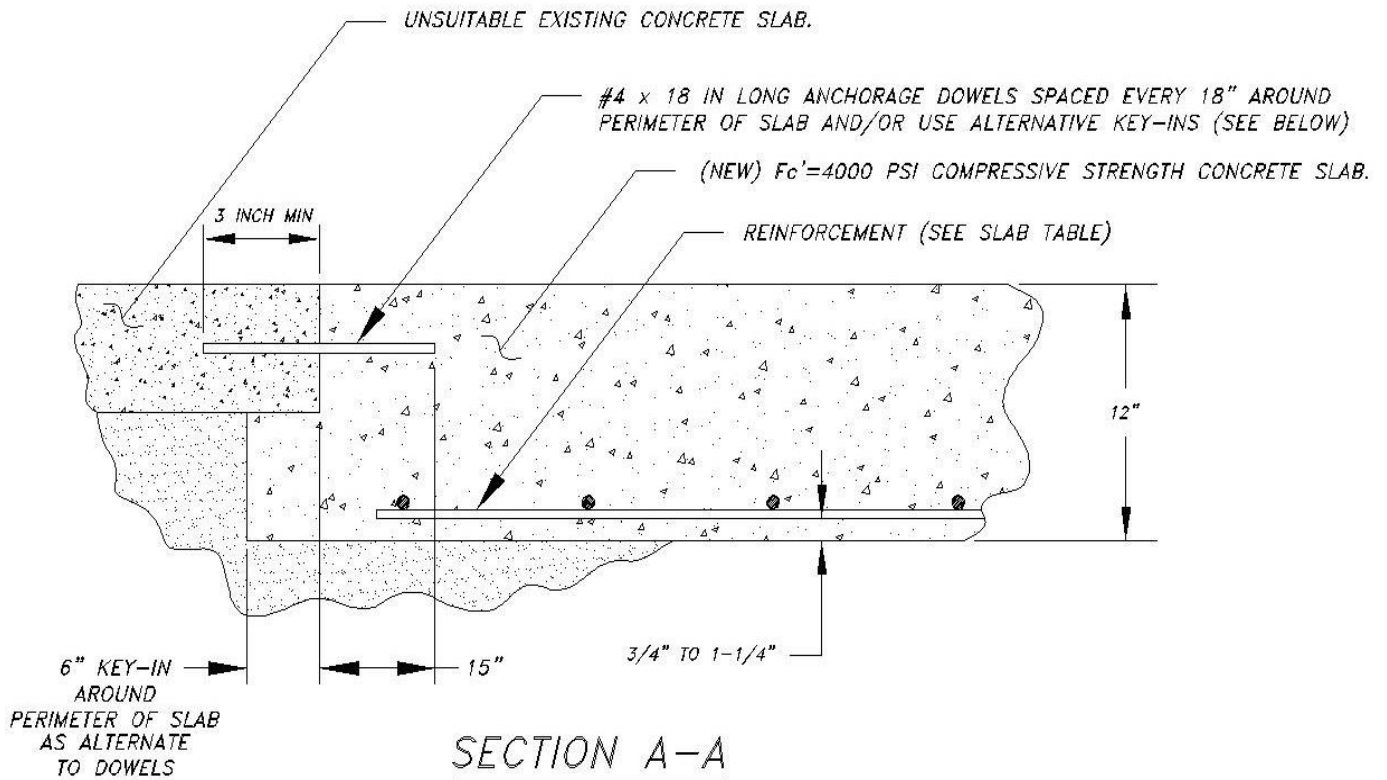 UNSUITABLE EXISTING CONCRETE SLAB.
#4 x 18 IN LONG ANCHORAGE DOWELS SPACED EVERY 18" AROUND
PERIMETER OF SLAB AND/OR USE ALTERNATIVE KEY-INS (SEE BELOW)
(NEW) Fc'=4000 PSI COMPRESSIVE STRENGTH CONCRETE SLAB.
3 INCH MIN
REINFORCEMENT (SEE SLAB TABLE)
12"
3/4" TO 1-1/4"
15"
6" KEY-IN
AROUND
PERIMETER OF SLAB
AS ALTERNATE
TO DOWELS
SECTION A-A